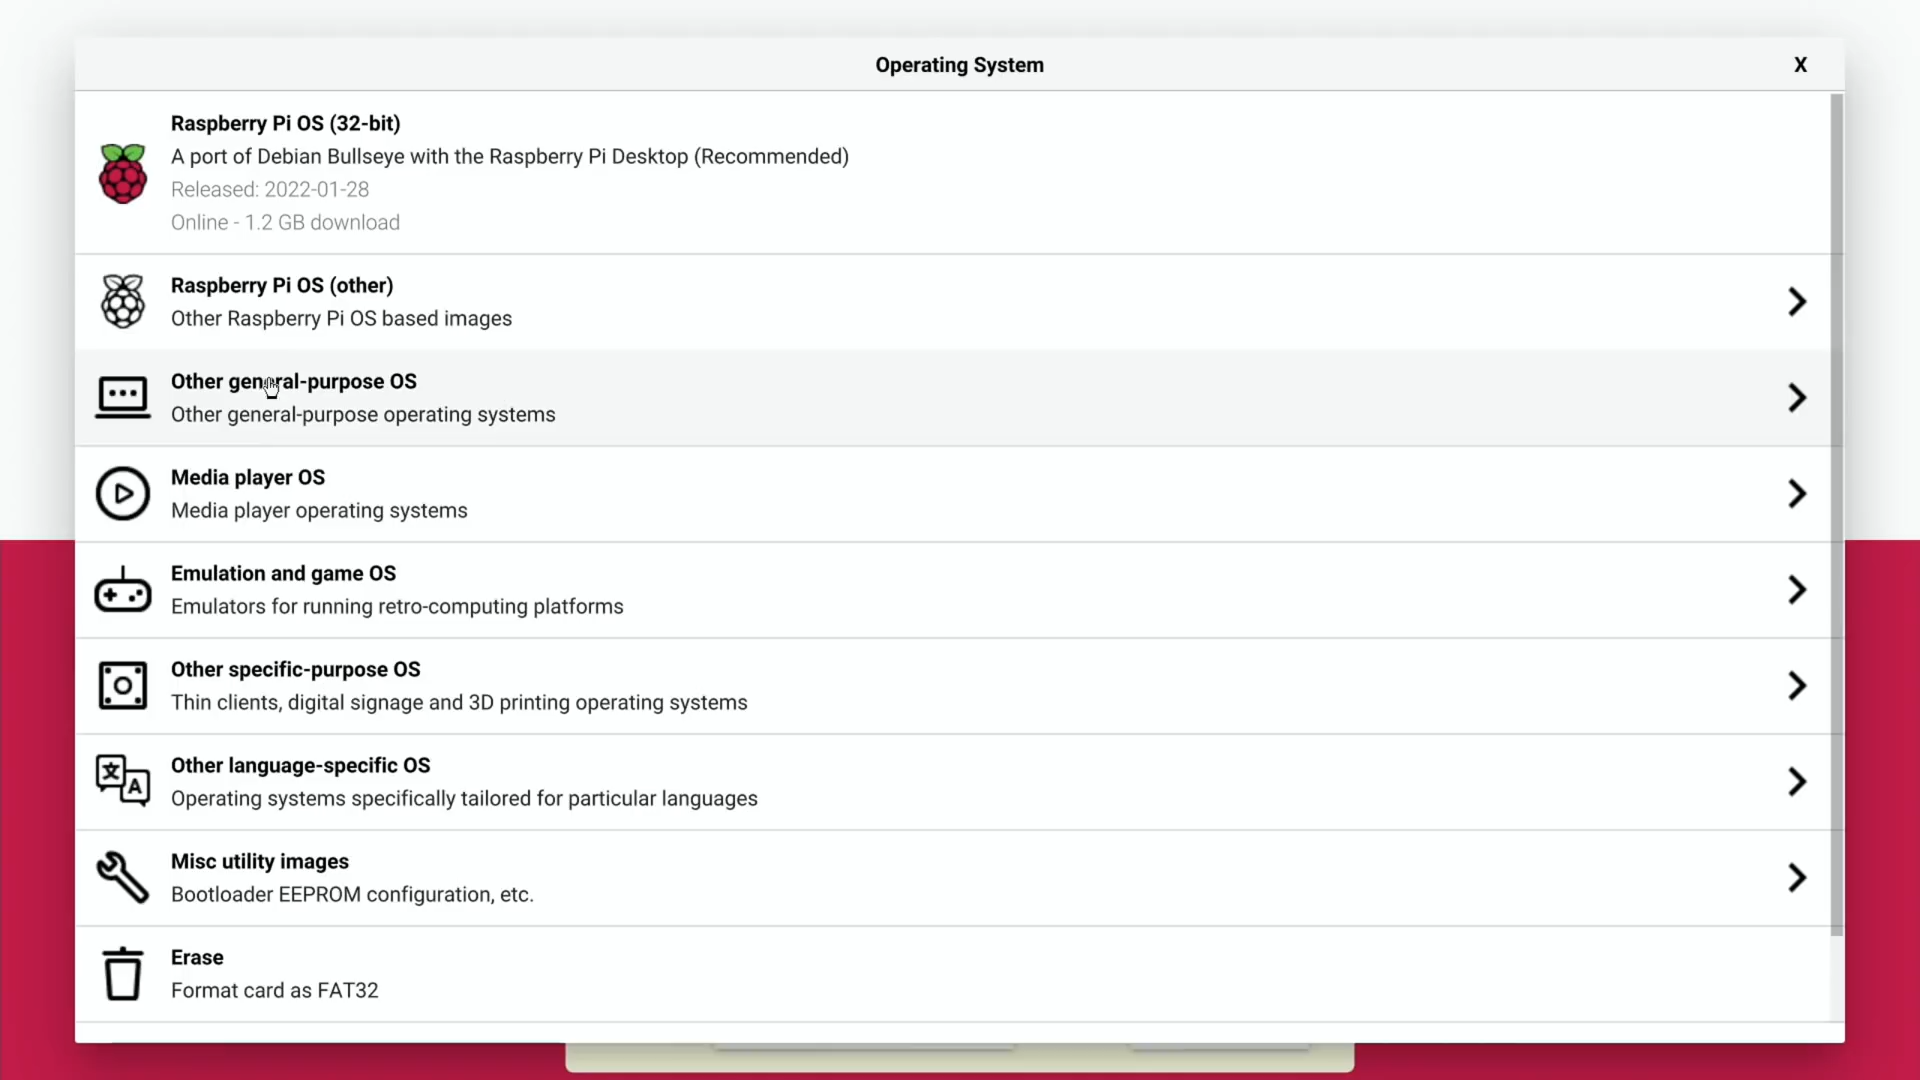 Operating System
X
Raspberry Pi OS (32-bit)
A port of Debian Bullseye with the Raspberry Pi Desktop (Recommended)
Released: 2022-01-28
Online - 1.2 GB download
Raspberry Pi OS (other)
Other Raspberry Pi OS based images
Other general-purpose OS
Other general-purpose operating systems
Media player OS
Media player operating systems
Emulation and game OS
Emulators for running retro-computing platforms
Other specific-purpose OS
Thin clients, digital signage and 3D printing operating systems
文
A
Other language-specific OS
Operating systems specifically tailored for particular languages
Misc utility images
Bootloader EEPROM configuration, etc.
Erase
Format card as FAT32